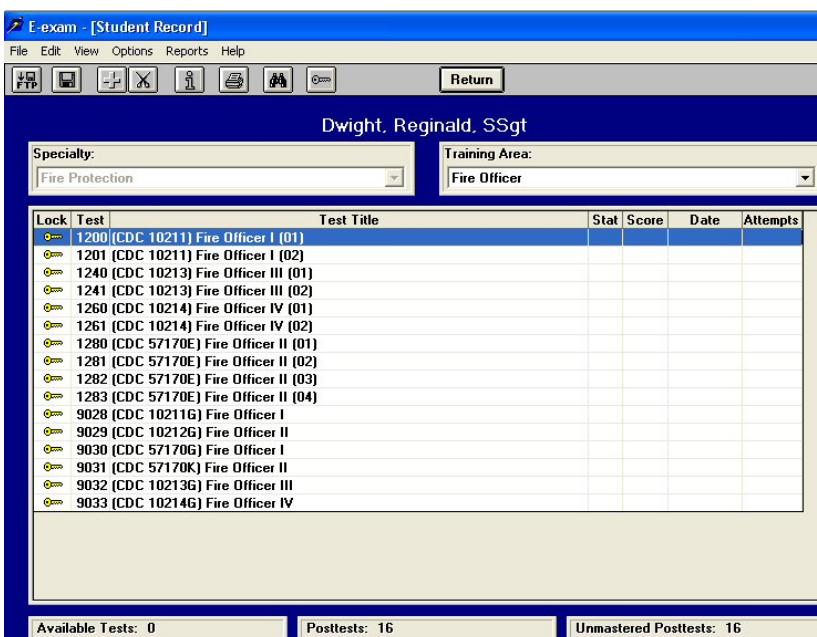 E-exam - [Student Record]
File Edit View Options Reports Help
FTP Return
Dwight, Reginald, SSgt
Specialty: Training Area:
Fire Protection Fire Officer
Lock Test Test Title Stat Score Date Attempts
1200 (CDC 10211) Fire Officer I (01)
1201 (CDC 10211) Fire Officer I (02)
1240 (CDC 10213) Fire Officer III (01)
1241 (CDC 10213) Fire Officer III (02)
1260 (CDC 10214) Fire Officer IV (01)
1261 (CDC 10214) Fire Officer IV (02)
1280 (CDC 57170E) Fire Officer II (01)
1281 (CDC 57170E) Fire Officer II (02)
1282 (CDC 57170E) Fire Officer II (03)
1283 (CDC 57170E) Fire Officer II (04)
9028 (CDC 10211G) Fire Officer I
9029 (CDC 10212G) Fire Officer II
9030 (CDC 57170G) Fire Officer I
9031 (CDC 57170K) Fire Officer II
9032 (CDC 10213G) Fire Officer III
9033 (CDC 10214G) Fire Officer IV
Available Tests: 0 Posttests: 16 Unmastered Posttests: 16